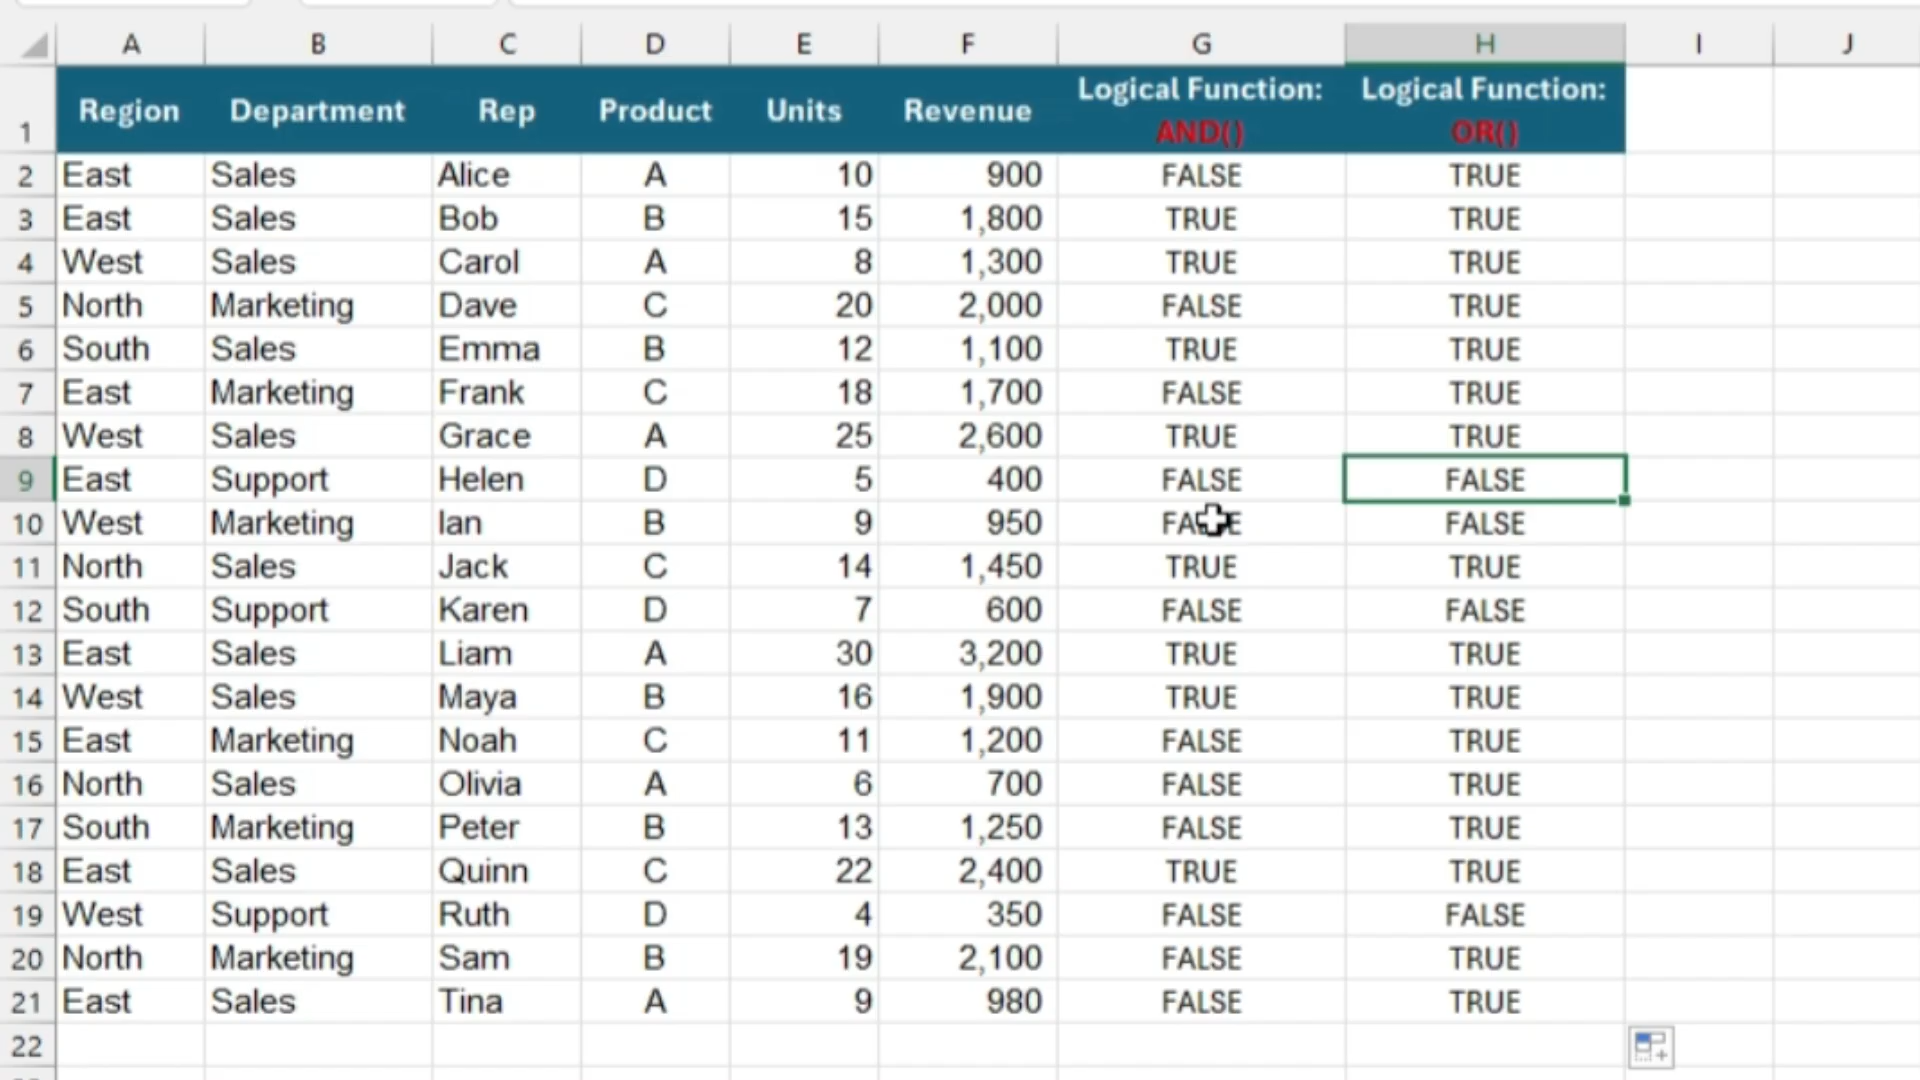 A B C D E F G H I J
1 Region Department Rep Product Units Revenue Logical Function: AND() Logical Function: OR()
2 East Sales Alice A 10 900 FALSE TRUE
3 East Sales Bob B 15 1,800 TRUE TRUE
4 West Sales Carol A 8 1,300 TRUE TRUE
5 North Marketing Dave C 20 2,000 FALSE TRUE
6 South Sales Emma B 12 1,100 TRUE TRUE
7 East Marketing Frank C 18 1,700 FALSE TRUE
8 West Sales Grace A 25 2,600 TRUE TRUE
9 East Support Helen D 5 400 FALSE FALSE
10 West Marketing Ian B 9 950 FALSE FALSE
11 North Sales Jack C 14 1,450 TRUE TRUE
12 South Support Karen D 7 600 FALSE FALSE
13 East Sales Liam A 30 3,200 TRUE TRUE
14 West Sales Maya B 16 1,900 TRUE TRUE
15 East Marketing Noah C 11 1,200 FALSE TRUE
16 North Sales Olivia A 6 700 FALSE TRUE
17 South Marketing Peter B 13 1,250 FALSE TRUE
18 East Sales Quinn C 22 2,400 TRUE TRUE
19 West Support Ruth D 4 350 FALSE FALSE
20 North Marketing Sam B 19 2,100 FALSE TRUE
21 East Sales Tina A 9 980 FALSE TRUE
22